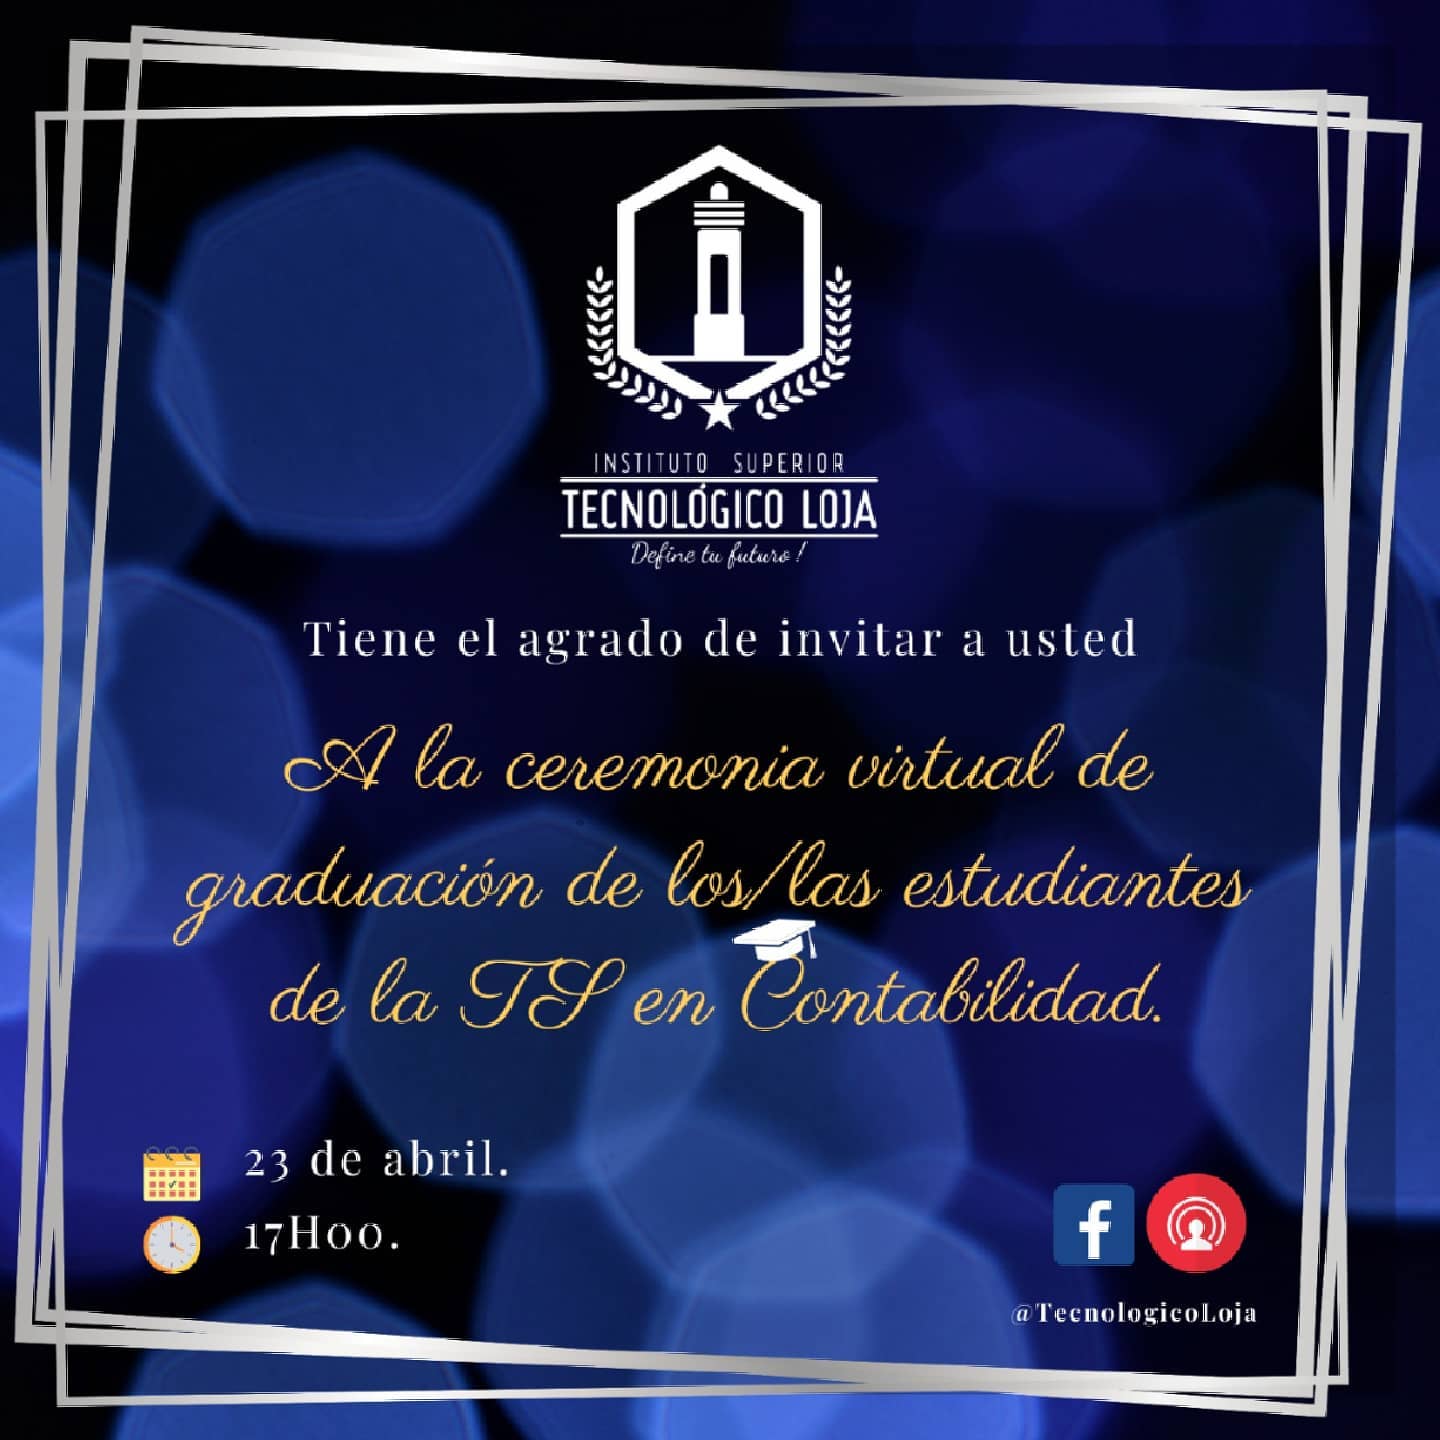 INSTITUTO SUPERIOR
TECNOLÓGICO LOJA
Define tu futuro!
Tiene el agrado de invitar a usted
A la ceremonia virtual de
graduación de los/las estudiantes
de la TS en Contabilidad.
23 de abril.
17H00.
f
@TecnologicoLoja